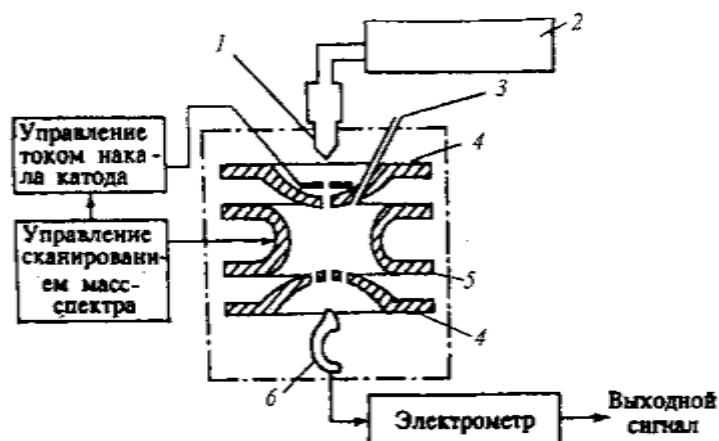 1
2
3
Управление
током нака-
ла катода
4
Управление
сканировани-
ем масс-
спектра
5
4
6
Электрометр
Выходной
сигнал